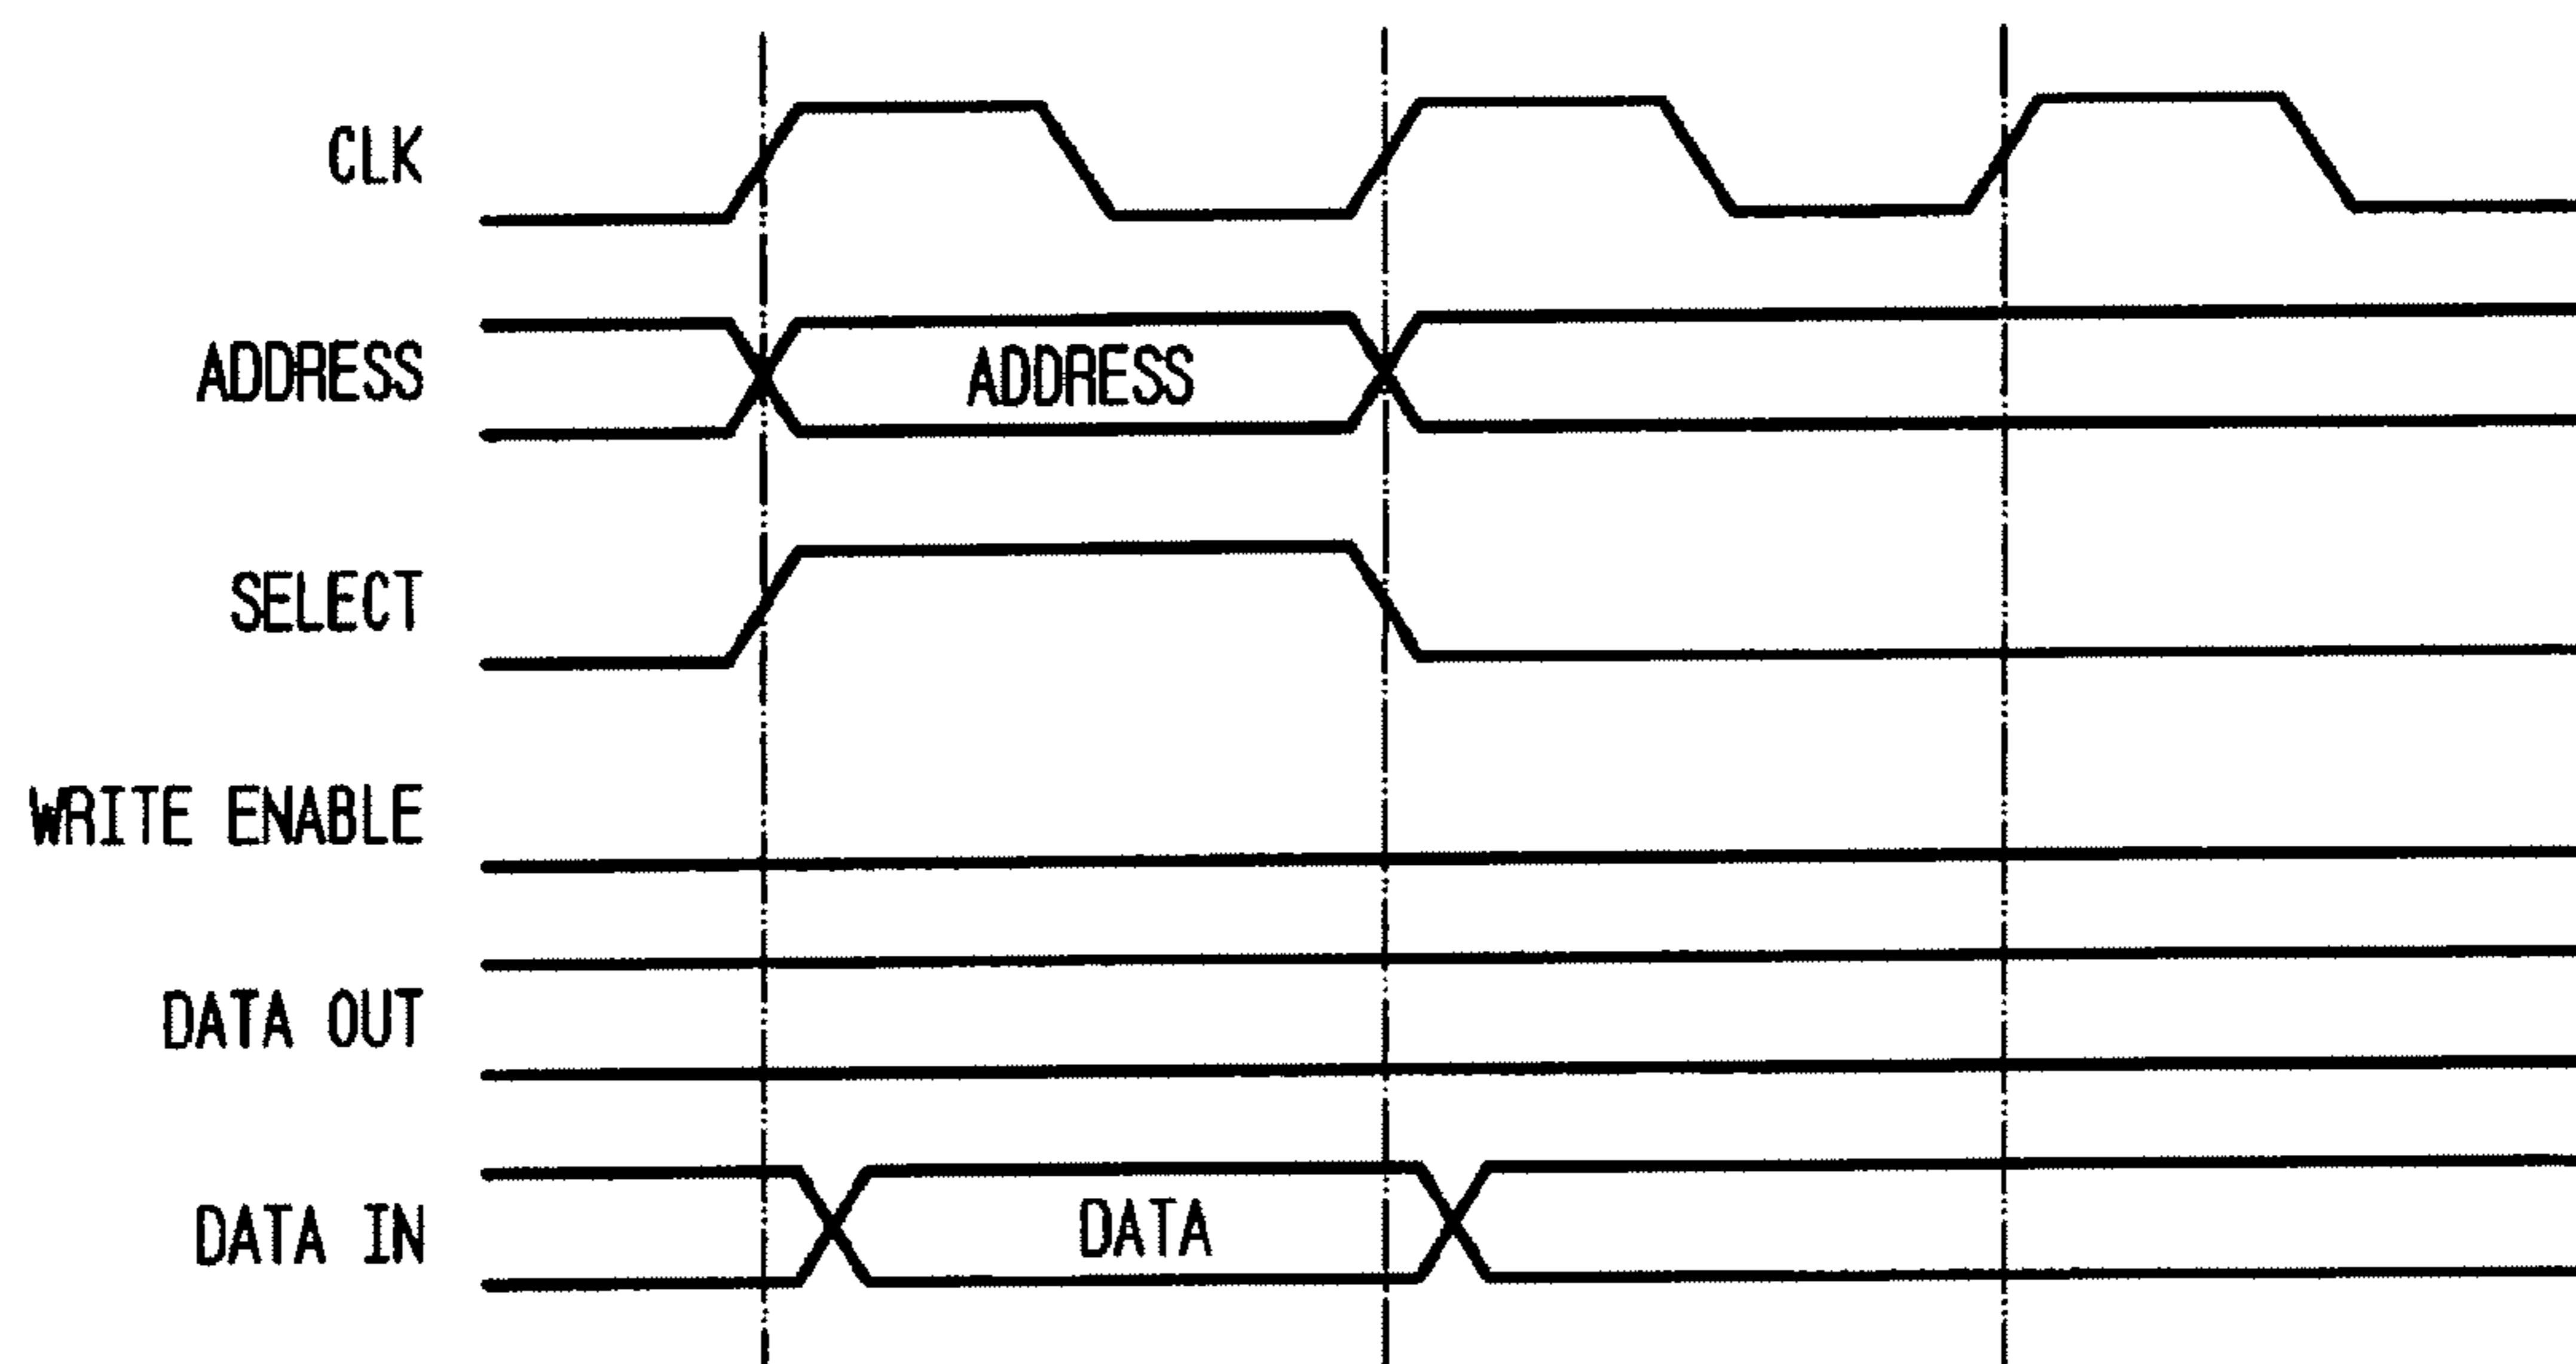 CLK
ADDRESS
ADDRESS
SELECT
WRITE ENABLE
DATA OUT
DATA IN
DATA